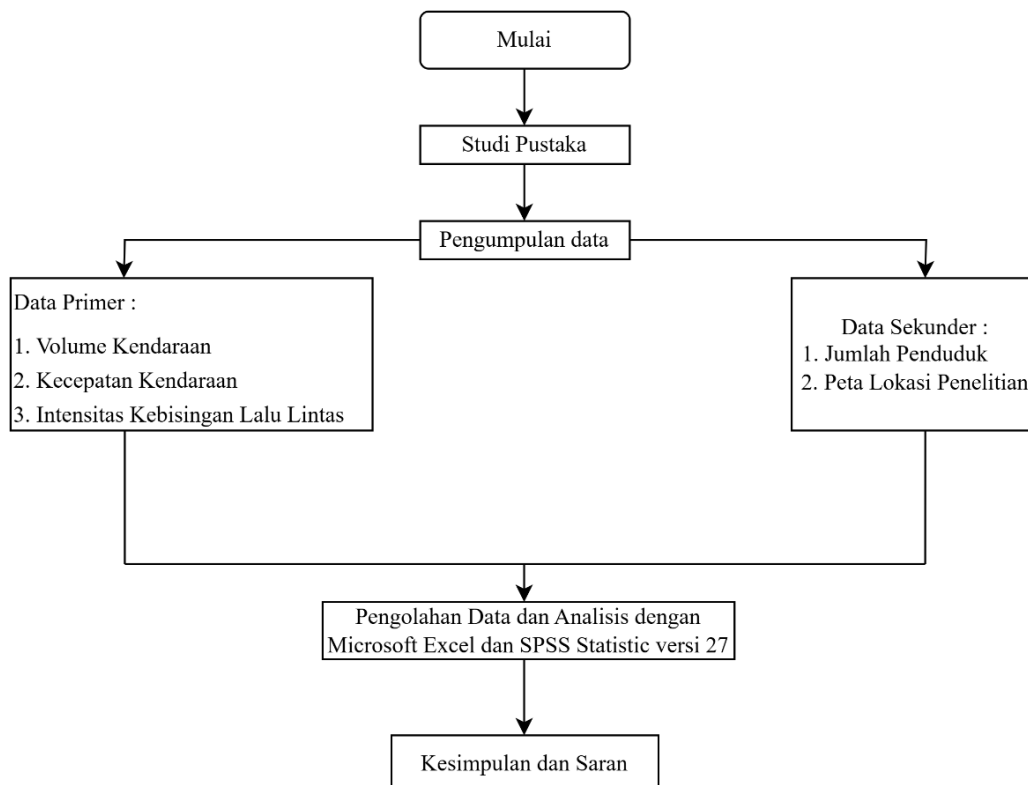 Mulai
Studi Pustaka
Pengumpulan data
Data Primer :
1. Volume Kendaraan
2. Kecepatan Kendaraan
3. Intensitas Kebisingan Lalu Lintas
Data Sekunder :
1. Jumlah Penduduk
2. Peta Lokasi Penelitian
Pengolahan Data dan Analisis dengan
Microsoft Excel dan SPSS Statistic versi 27
Kesimpulan dan Saran